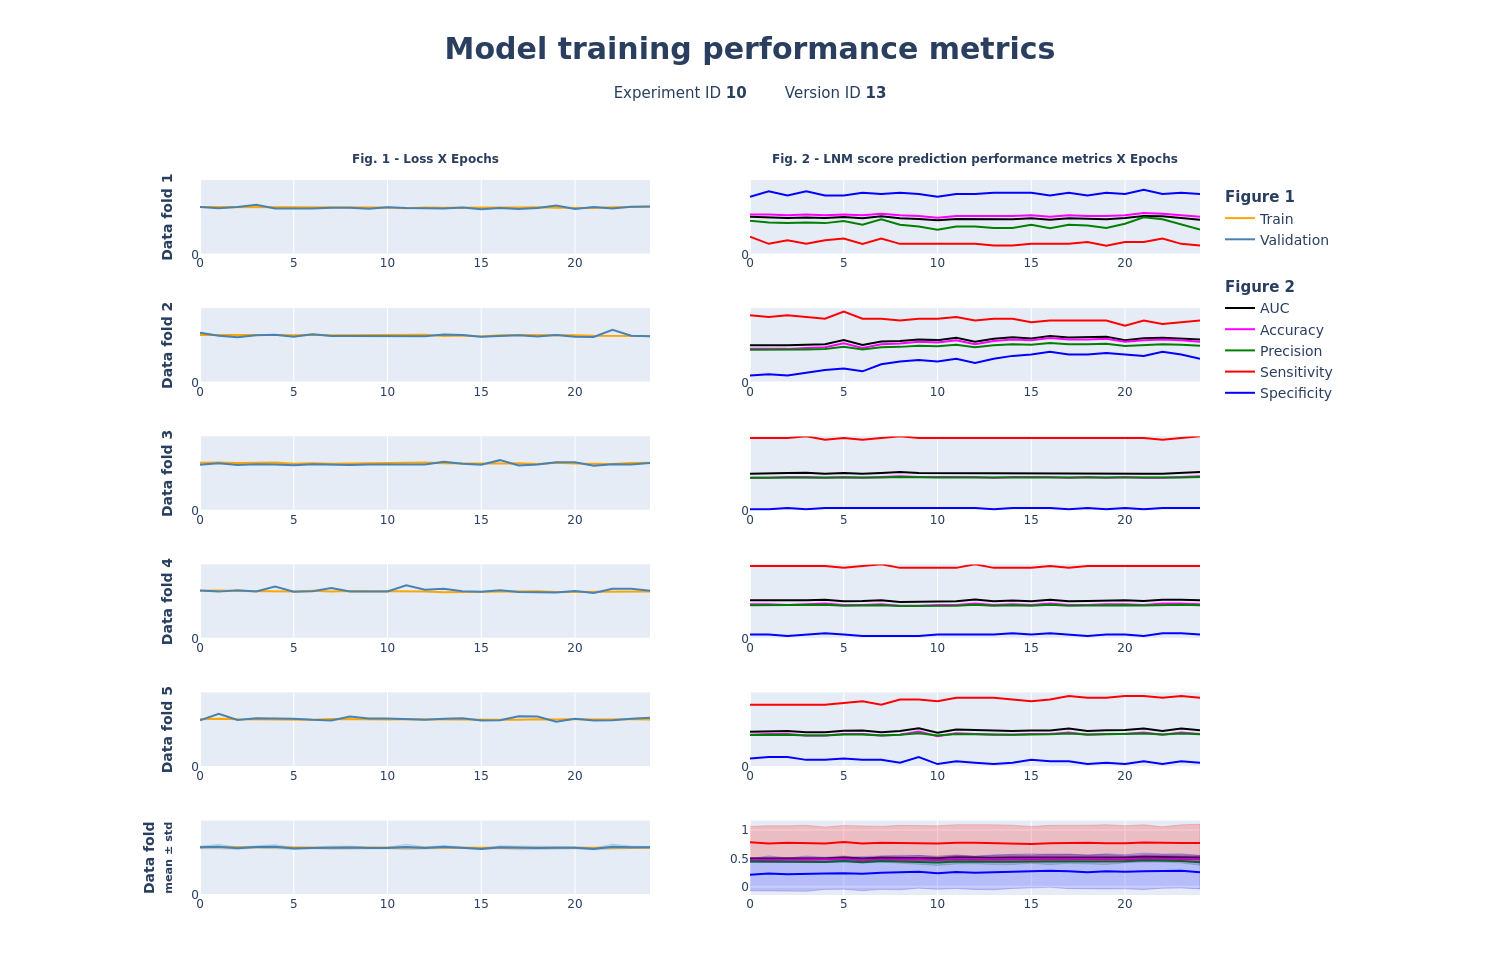 Model training performance metrics
Experiment ID 10 Version ID 13
Fig. 1 - Loss X Epochs
Fig. 2 - LNM score prediction performance metrics X Epochs
Data fold 1
0
0 5 10 15 20
0
0 5 10 15 20
Figure 1
Train
Validation
Figure 2
AUC
Accuracy
Precision
Sensitivity
Specificity
Data fold 2
0
0 5 10 15 20
0
0 5 10 15 20
Data fold 3
0
0 5 10 15 20
0
0 5 10 15 20
Data fold 4
0
0 5 10 15 20
0
0 5 10 15 20
Data fold 5
0
0 5 10 15 20
0
0 5 10 15 20
Data fold
mean ± std
0
0 5 10 15 20
1
0.5
0
0 5 10 15 20